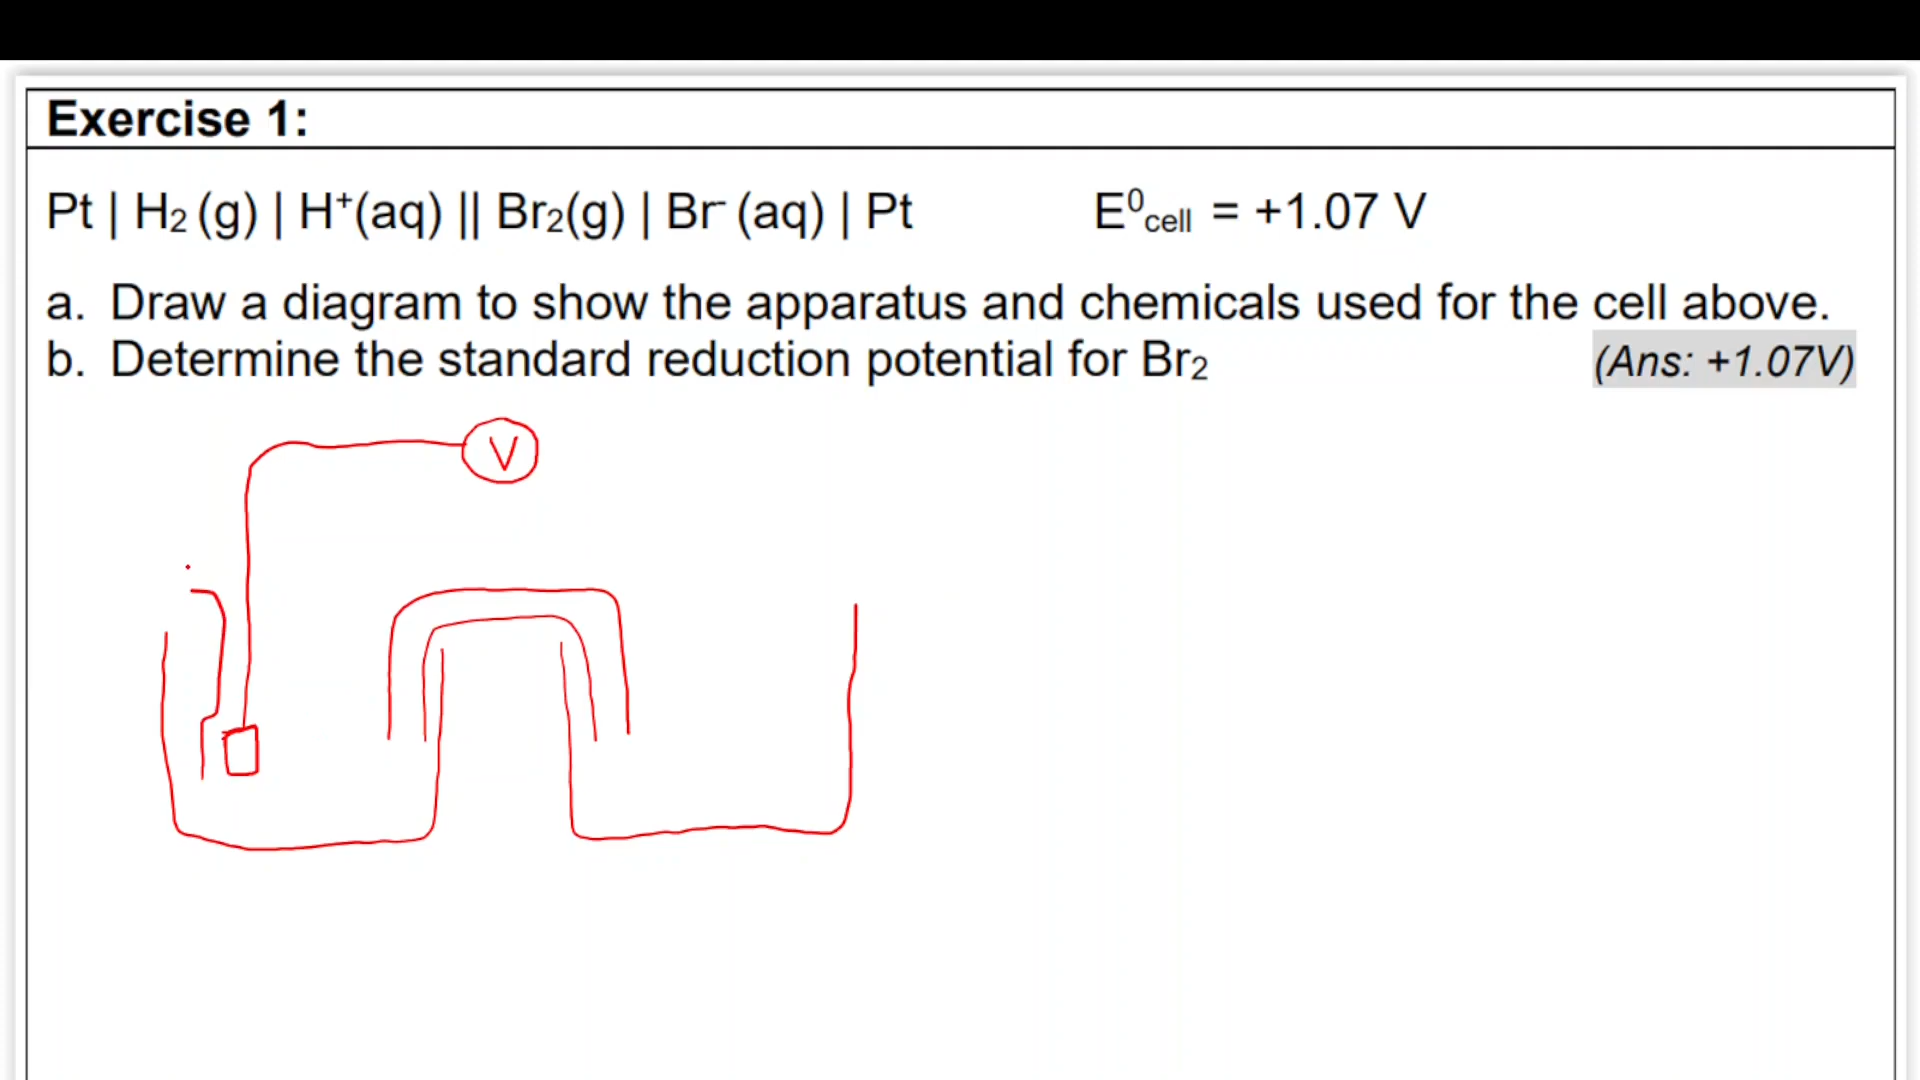 Exercise 1:
Pt | H₂ (g) | H⁺(aq) || Br₂(g) | Br⁻ (aq) | Pt E⁰cell = +1.07 V
a. Draw a diagram to show the apparatus and chemicals used for the cell above.
b. Determine the standard reduction potential for Br₂ (Ans: +1.07V)
V